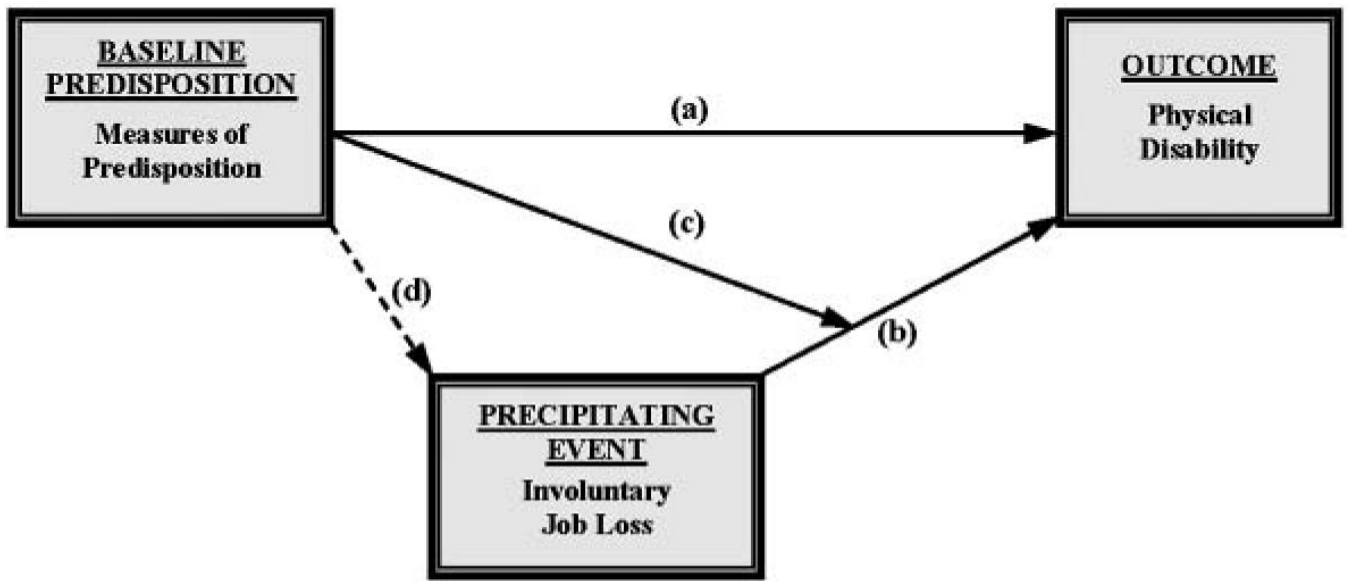 BASELINE
PREDISPOSITION
Measures of
Predisposition
(a)
OUTCOME
Physical
Disability
(c)
(d)
(b)
PRECIPITATING
EVENT
Involuntary
Job Loss